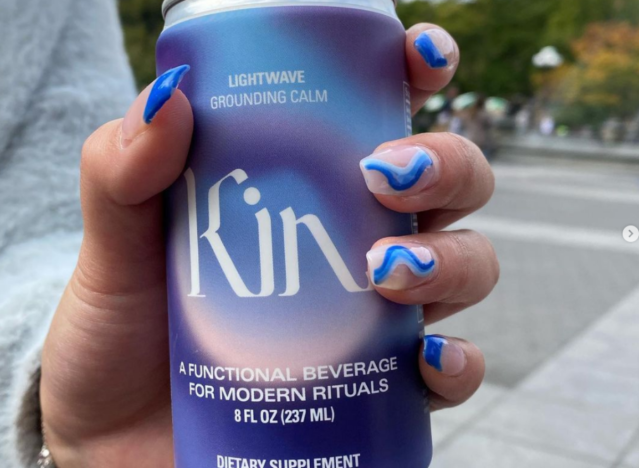 LIGHTWAVE
GROUNDING CALM
Kin
A FUNCTIONAL BEVERAGE
FOR MODERN RITUALS
8 FL OZ (237 ML)
DIETARY SUPPLEMENT